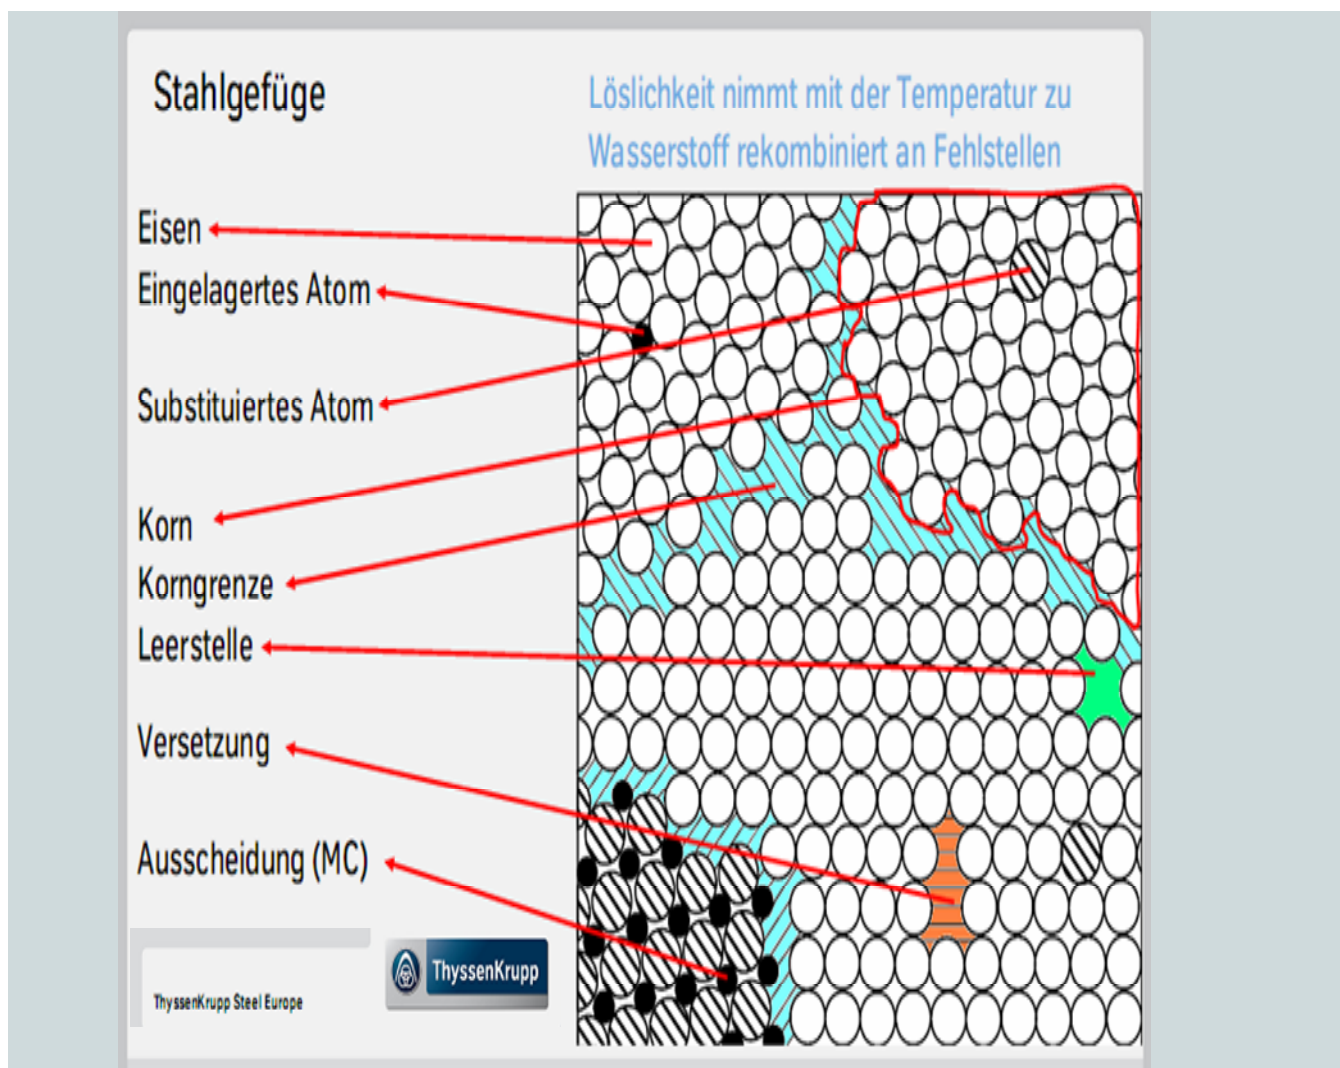 Stahlgefüge
Löslichkeit nimmt mit der Temperatur zu
Wasserstoff rekombiniert an Fehlstellen
Eisen
Eingelagertes Atom
Substituiertes Atom
Korn
Korngrenze
Leerstelle
Versetzung
Ausscheidung (MC)
ThyssenKrupp
ThyssenKrupp Steel Europe